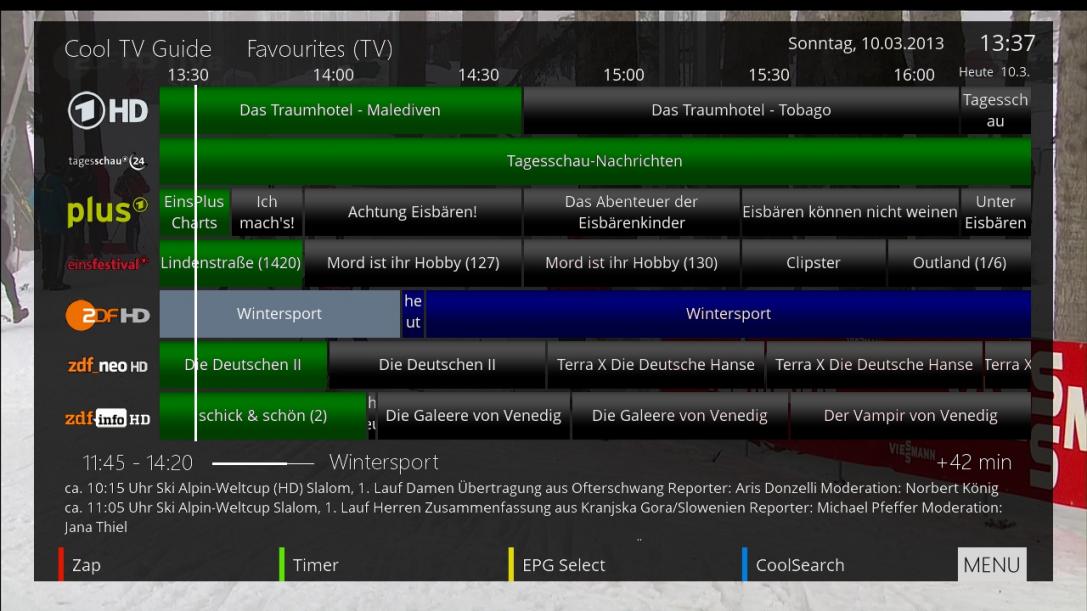 Cool TV Guide Favourites (TV) Sonntag, 10.03.2013 13:37
13:30 14:00 14:30 15:00 15:30 16:00 Heute 10.3.
1 HD Das Traumhotel - Malediven Das Traumhotel - Tobago Tagessch
au
tagesschau24 Tagesschau-Nachrichten
plus EinsPlus
Charts Ich
mach's! Achtung Eisbären! Das Abenteuer der
Eisbärenkinder Eisbären können nicht weinen Unter
Eisbären
einsfestival Lindenstraße (1420) Mord ist ihr Hobby (127) Mord ist ihr Hobby (130) Clipster Outland (1/6)
ZDF HD Wintersport he
ut Wintersport
zdf_neo HD Die Deutschen II Die Deutschen II Terra X Die Deutsche Hanse Terra X Die Deutsche Hanse Terra X
zdf info HD schick & schön (2) Die Galeere von Venedig Die Galeere von Venedig Der Vampir von Venedig
VIESSMANN
11:45 - 14:20 Wintersport +42 min
ca. 10:15 Uhr Ski Alpin-Weltcup (HD) Slalom, 1. Lauf Damen Übertragung aus Ofterschwang Reporter: Aris Donzelli Moderation: Norbert König
ca. 11:05 Uhr Ski Alpin-Weltcup Slalom, 1. Lauf Herren Zusammenfassung aus Kranjska Gora/Slowenien Reporter: Michael Pfeffer Moderation:
Jana Thiel
Zap Timer EPG Select CoolSearch MENU